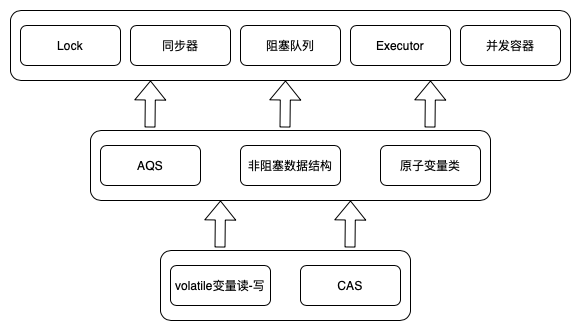 Lock
同步器
阻塞队列
Executor
并发容器
AQS
非阻塞数据结构
原子变量类
volatile变量读-写
CAS